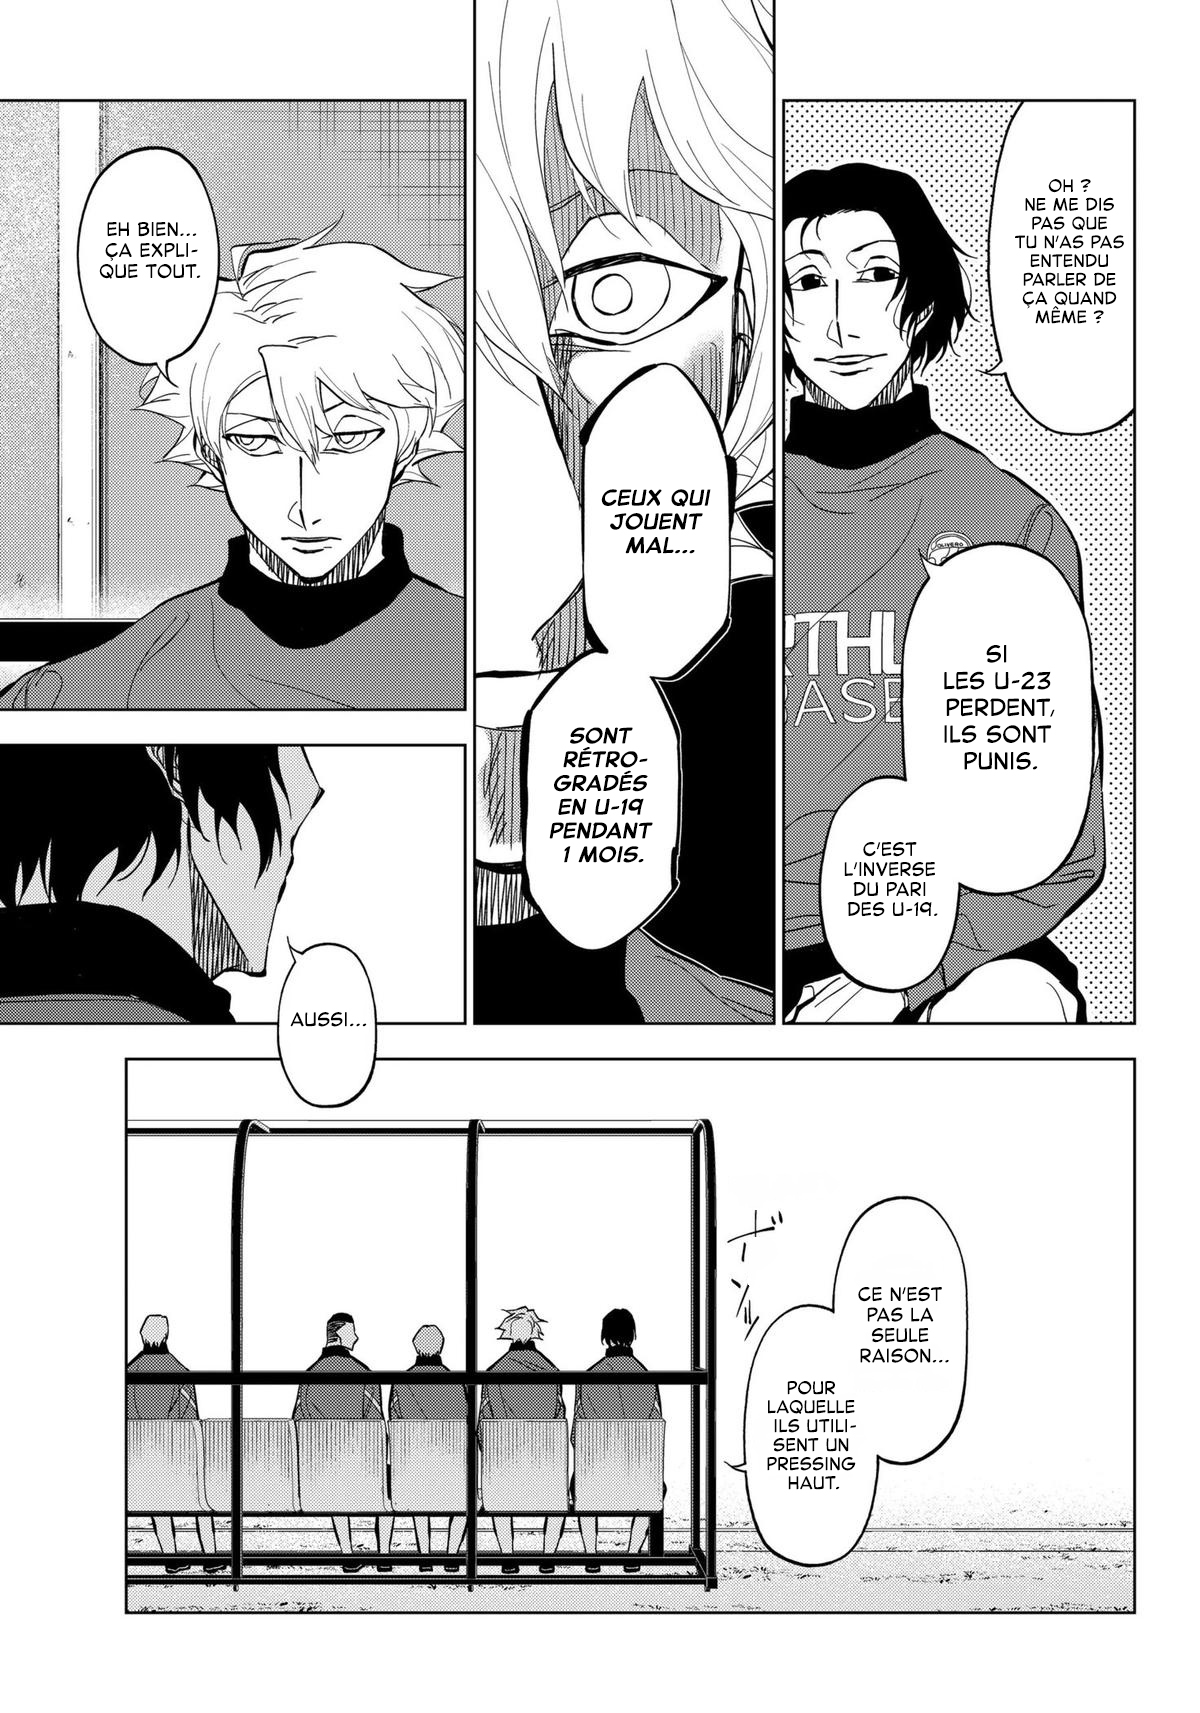 OH ?
NE ME DIS
PAS QUE
TU N'AS PAS
ENTENDU
PARLER DE
ÇA QUAND
MÊME ?
OLIVERO
RTHU
BASE
SI
LES U-23
PERDENT,
ILS SONT
PUNIS.
C'EST
L'INVERSE
DU PARI
DES U-19.
CEUX QUI
JOUENT
MAL...
SONT
RÉTRO-
GRADÉS
EN U-19
PENDANT
1 MOIS.
EH BIEN...
ÇA EXPLI-
QUE TOUT.
AUSSI...
CE N'EST
PAS LA
SEULE
RAISON...
POUR
LAQUELLE
ILS UTILI-
SENT UN
PRESSING
HAUT.